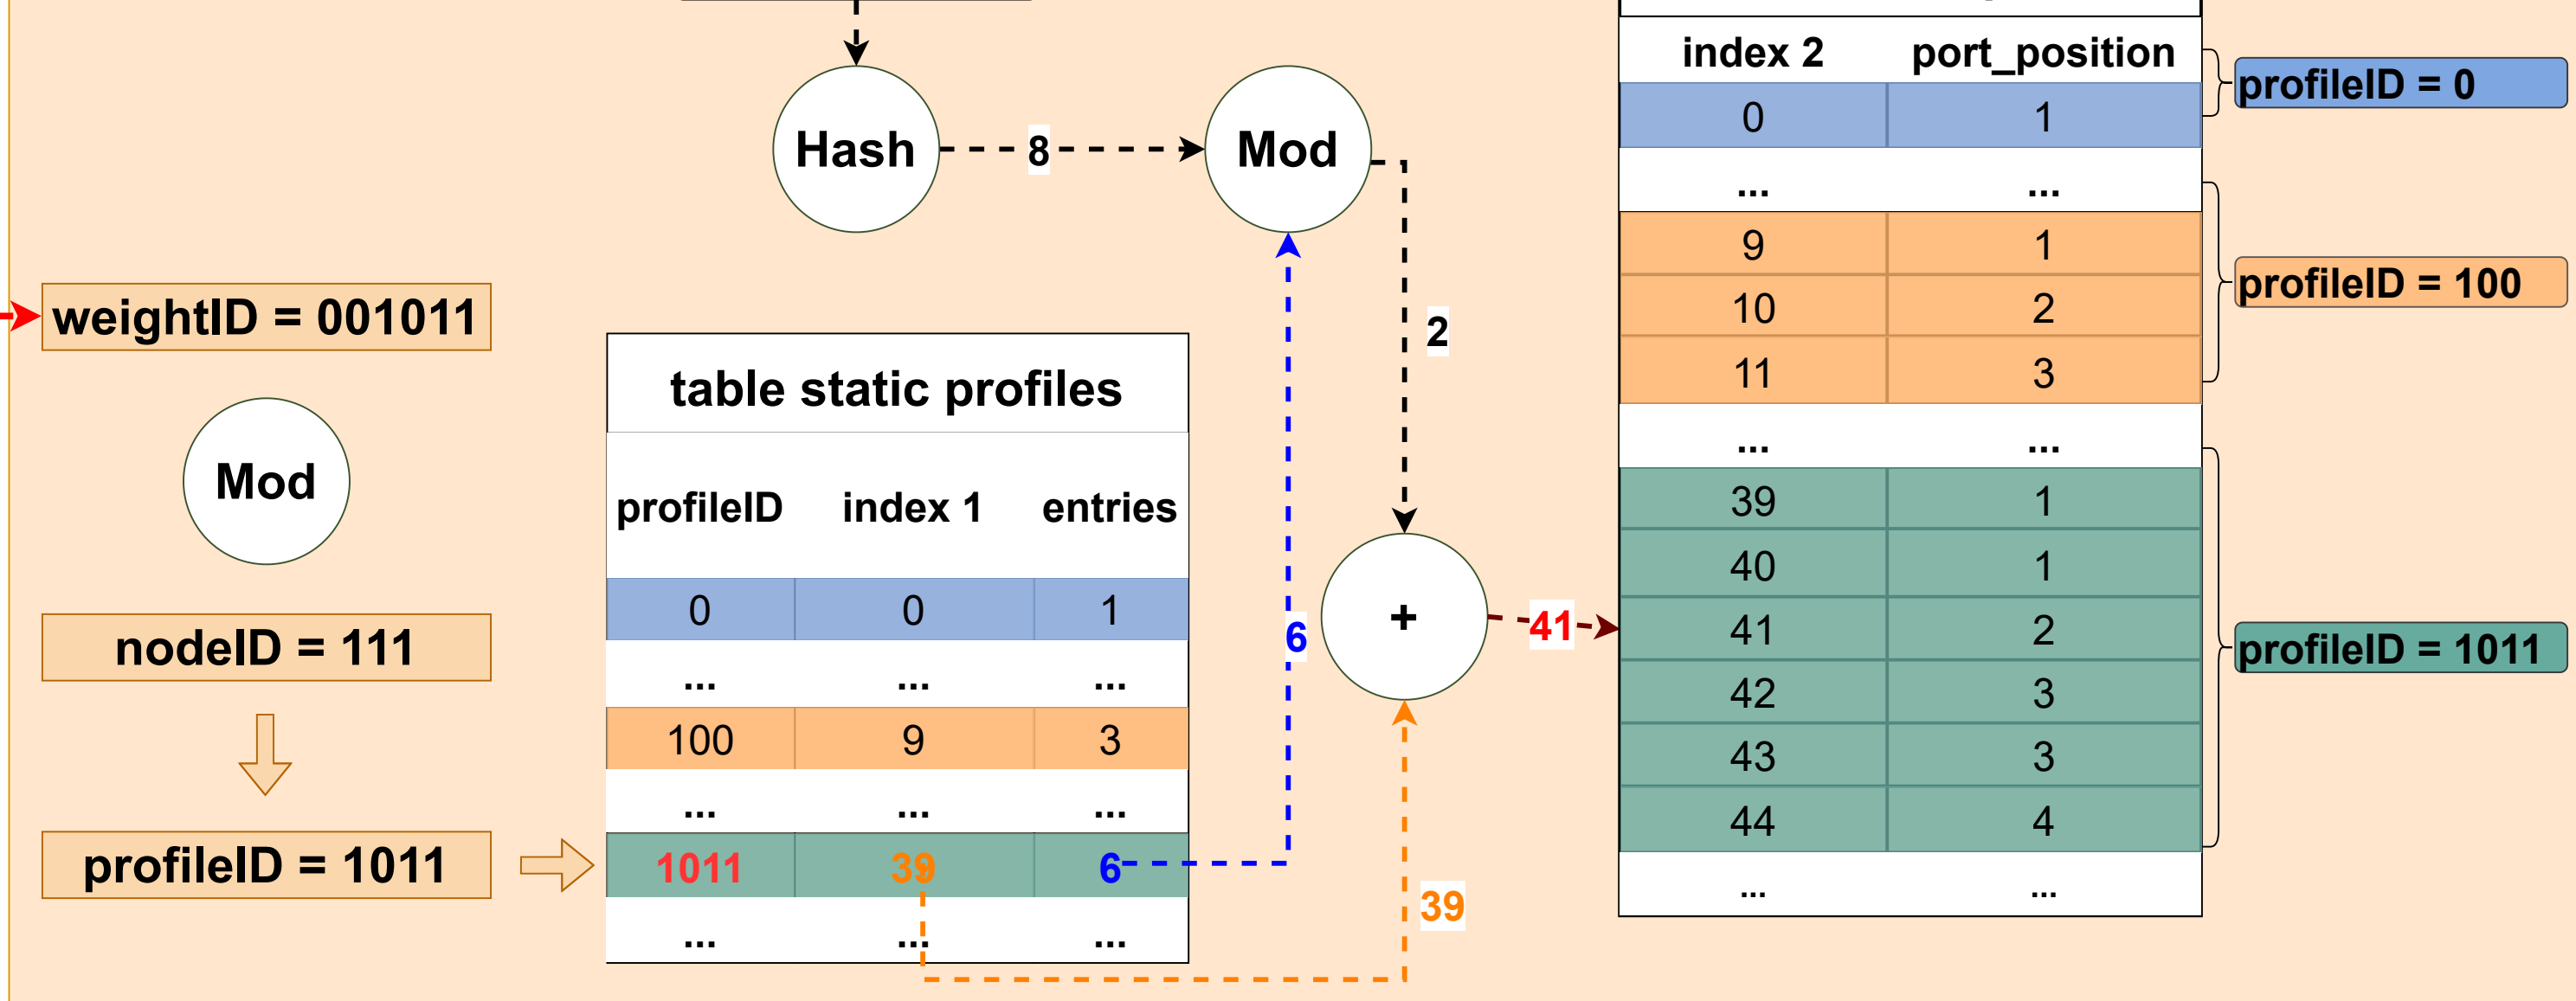 Hash
8
Mod
2
weightID = 001011
Mod
nodeID = 111
profileID = 1011
table static profiles
profileID index 1 entries
0 0 1
... ... ...
100 9 3
... ... ...
1011 39 6
... ... ...
6
+
39
41
index 2 port_position
0 1
... ...
9 1
10 2
11 3
... ...
39 1
40 1
41 2
42 3
43 3
44 4
... ...
profileID = 0
profileID = 100
profileID = 1011